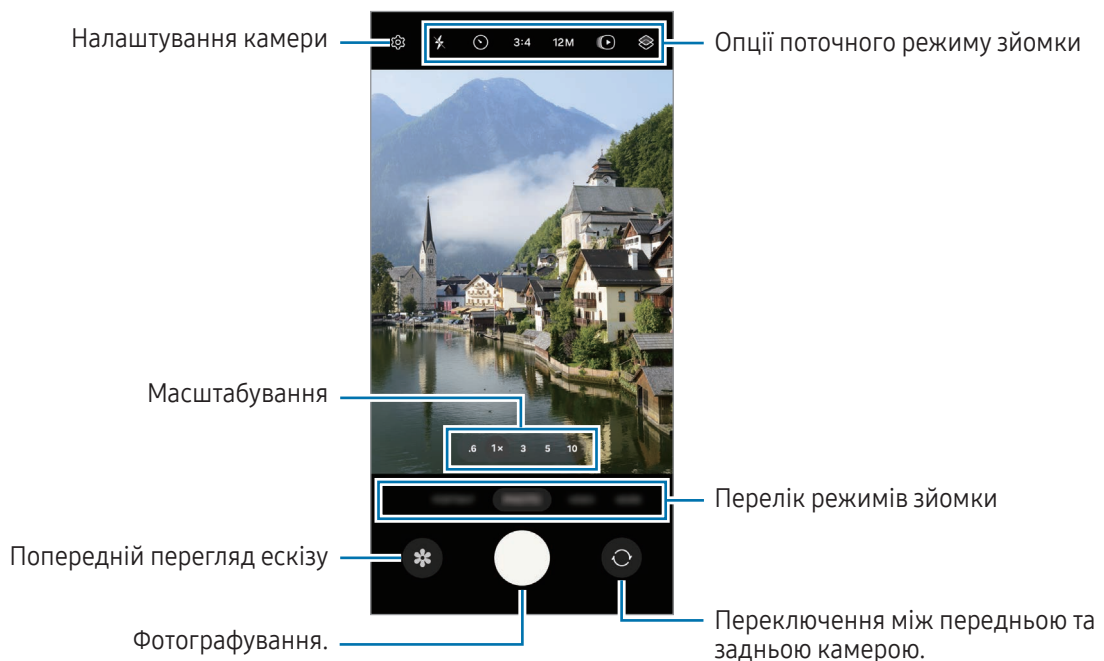 Налаштування камери
3:4 12M
Опції поточного режиму зйомки
Масштабування
.6 1× 3 5 10
Перелік режимів зйомки
Попередній перегляд ескізу
Фотографування.
Переключення між передньою та
задньою камерою.